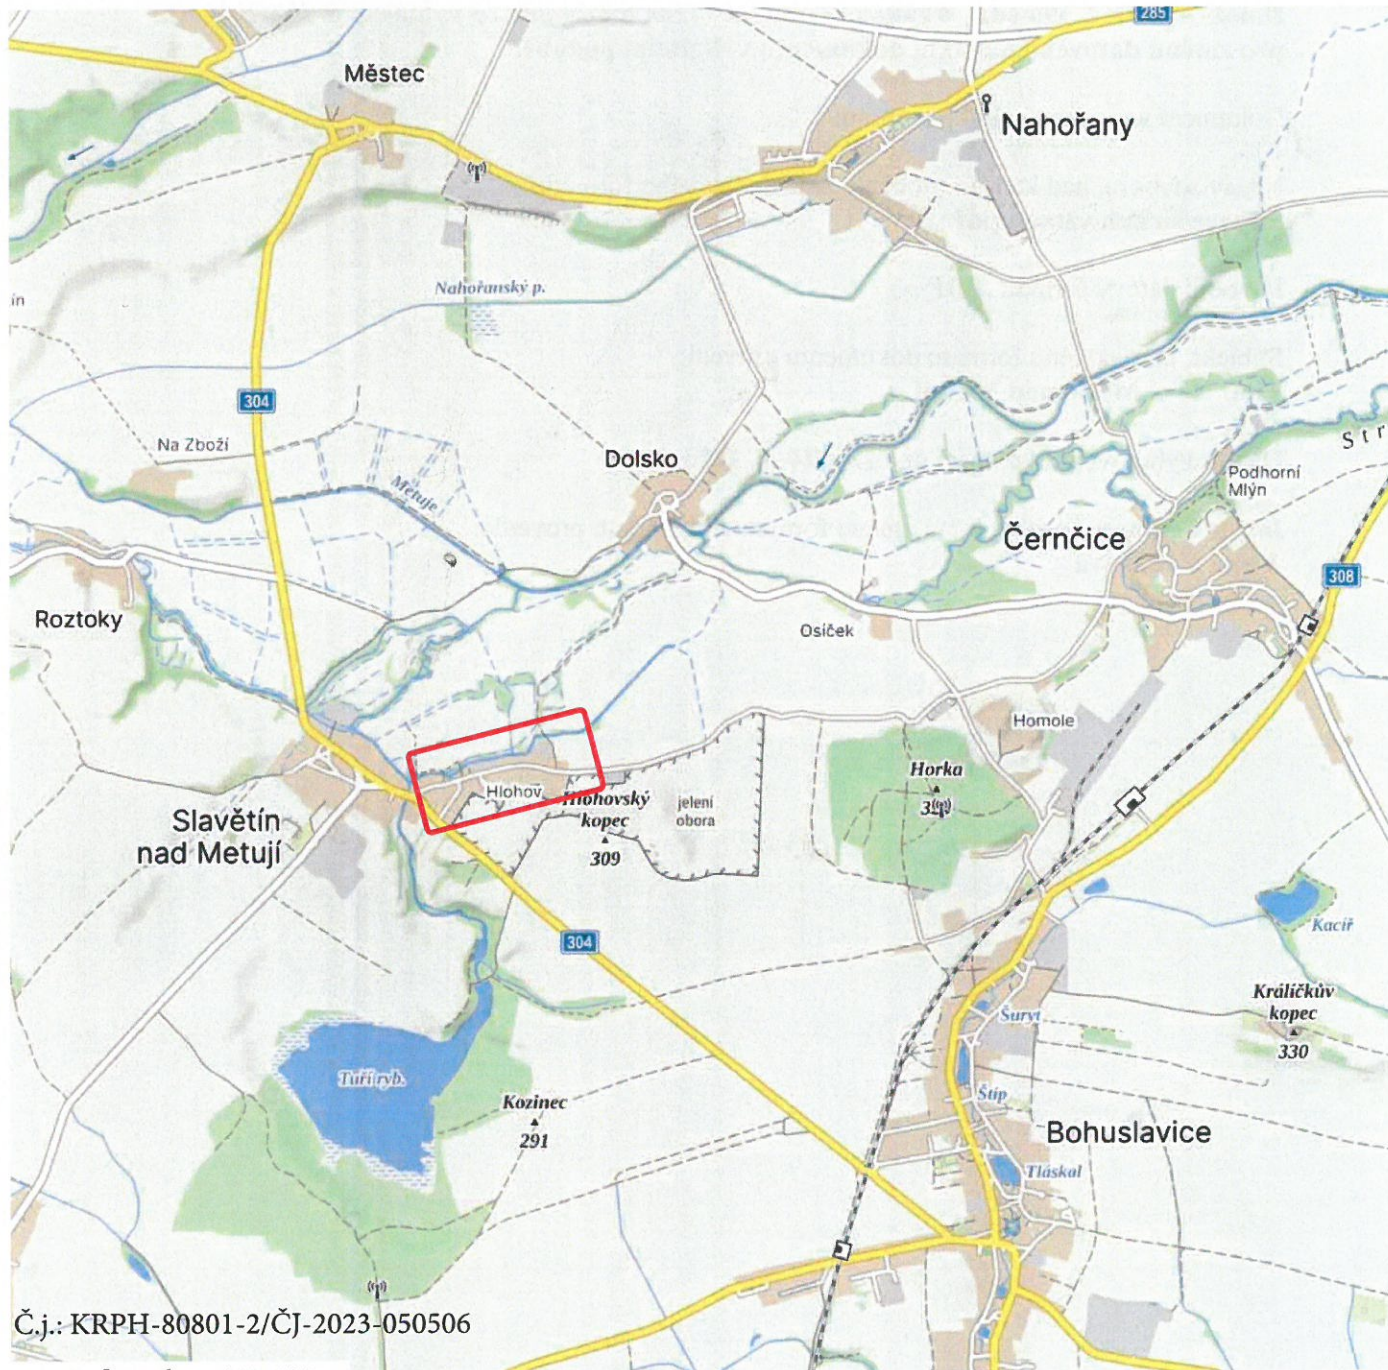 285
Městec
Nahořany
Nahořanský p.
304
Na Zboží
Dolsko
Metuje
Podhorní
Mlýn
Černčice
308
Roztoky
Osíček
Homole
Horka
Hlohov
Hlohovský
kopec
309
jelení
obora
Slavětín
nad Metují
304
Kacíř
Králíčkův
kopec
330
Šuryt
Tuří ryb.
Kozinec
291
Štíp
Bohuslavice
Tláskal
Č.j.: KRPH-80801-2/ČJ-2023-050506